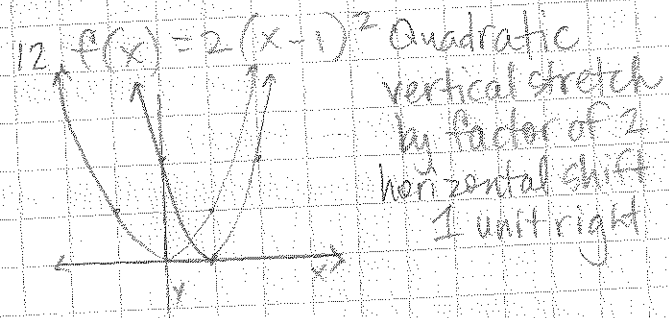 12 f(x) = 2(x-1)² Quadratic
vertical stretch
by factor of 2
horizontal shift
1 unit right
x
y